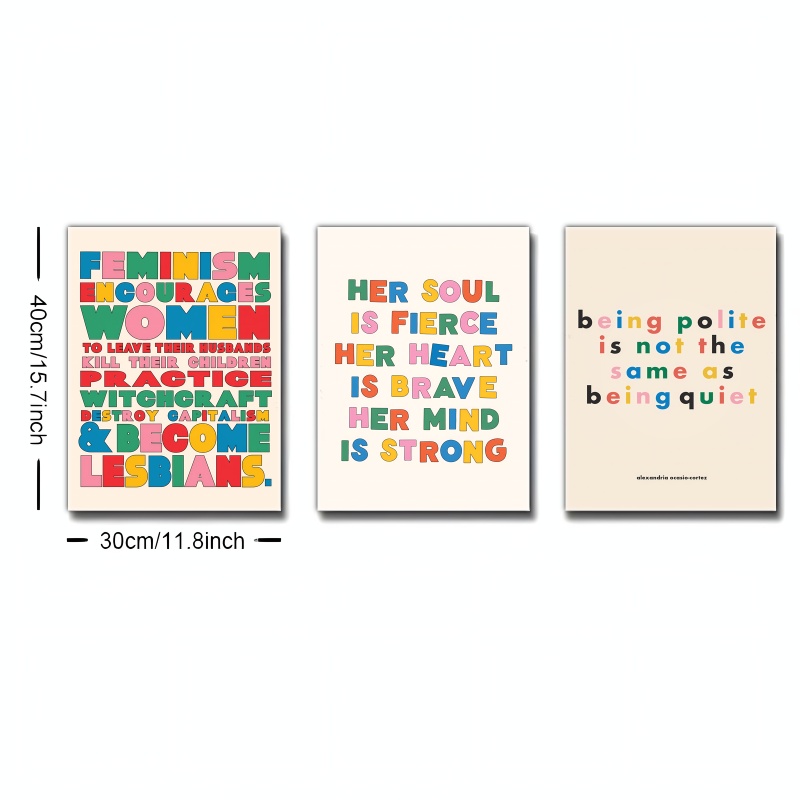 40cm/15.7inch
FEMINISM
ENCOURAGES
WOMEN
TO LEAVE THEIR HUSBANDS
KILL THEIR CHILDREN
PRACTICE
WITCHCRAFT
DESTROY CAPITALISM
& BECOME
LESBIANS.
30cm/11.8inch
HER SOUL
IS FIERCE
HER HEART
IS BRAVE
HER MIND
IS STRONG
being polite
is not the
same as
being quiet
alexandria ocasio-cortez